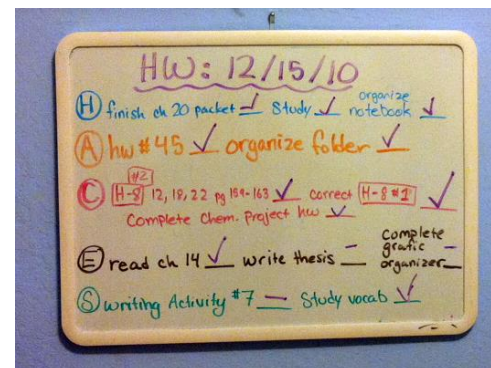 HW: 12/15/10
H finish ch 20 packet Study organize notebook
A hw #45 organize folder
#2
C H-8 12, 18, 22 pg 159-163 correct H-8 #1
Complete Chem. project hw
E read ch 14 write thesis complete grafic organizer
S writing Activity #7 Study vocab